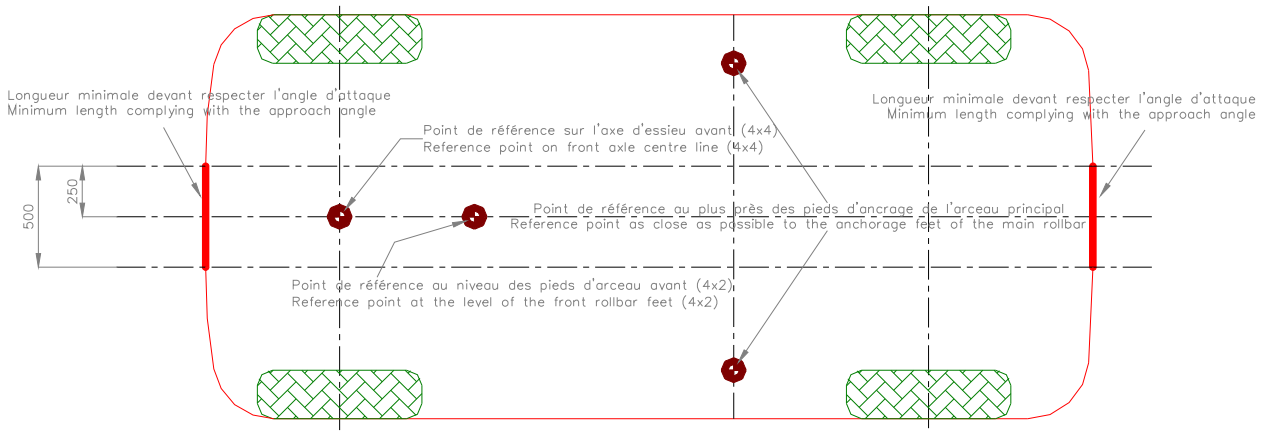 Longueur minimale devant respecter l'angle d'attaque
Minimum length complying with the approach angle
Longueur minimale devant respecter l'angle d'attaque
Minimum length complying with the approach angle
Point de référence sur l'axe d'essieu avant (4x4)
Reference point on front axle centre line (4x4)
250
500
Point de référence au plus près des pieds d'ancrage de l'arceau principal
Reference point as close as possible to the anchorage feet of the main rollbar
Point de référence au niveau des pieds d'arceau avant (4x2)
Reference point at the level of the front rollbar feet (4x2)